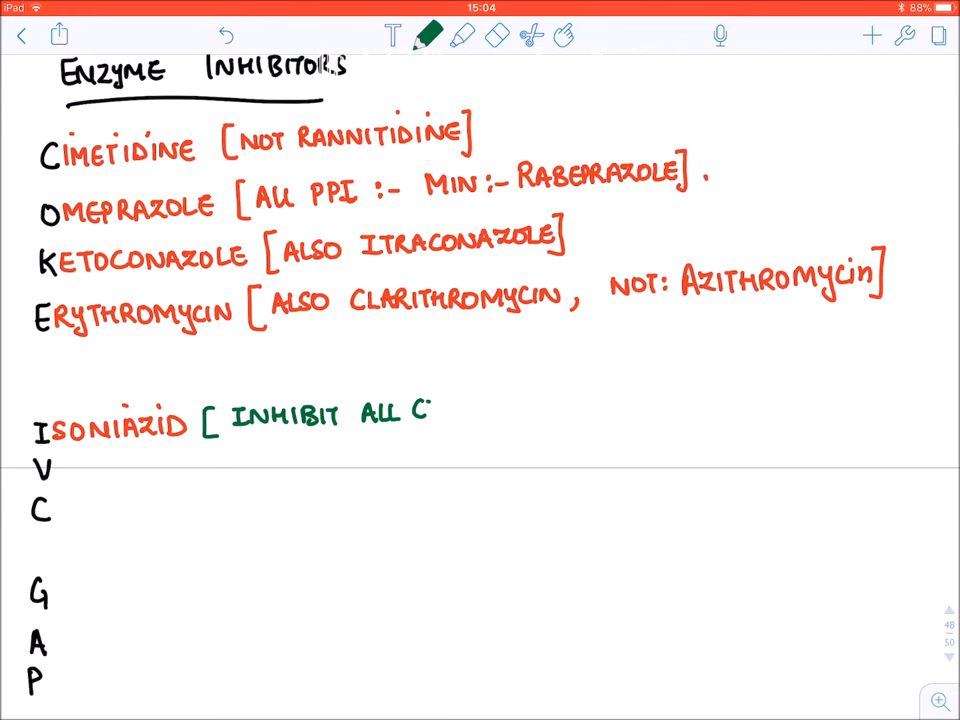 iPad 15:04 88%
T
ENZYME INHIBITORS
CIMETIDINE [NOT RANNITIDINE]
OMEPRAZOLE [ALL PPI :- MIN :- RABEPRAZOLE].
KETOCONAZOLE [ALSO ITRACONAZOLE]
ERYTHROMYCIN [ALSO CLARITHROMYCIN, NOT: AZITHROMYCIN]
ISONIAZID [INHIBIT ALL C
V
C
G
A
P
48
50